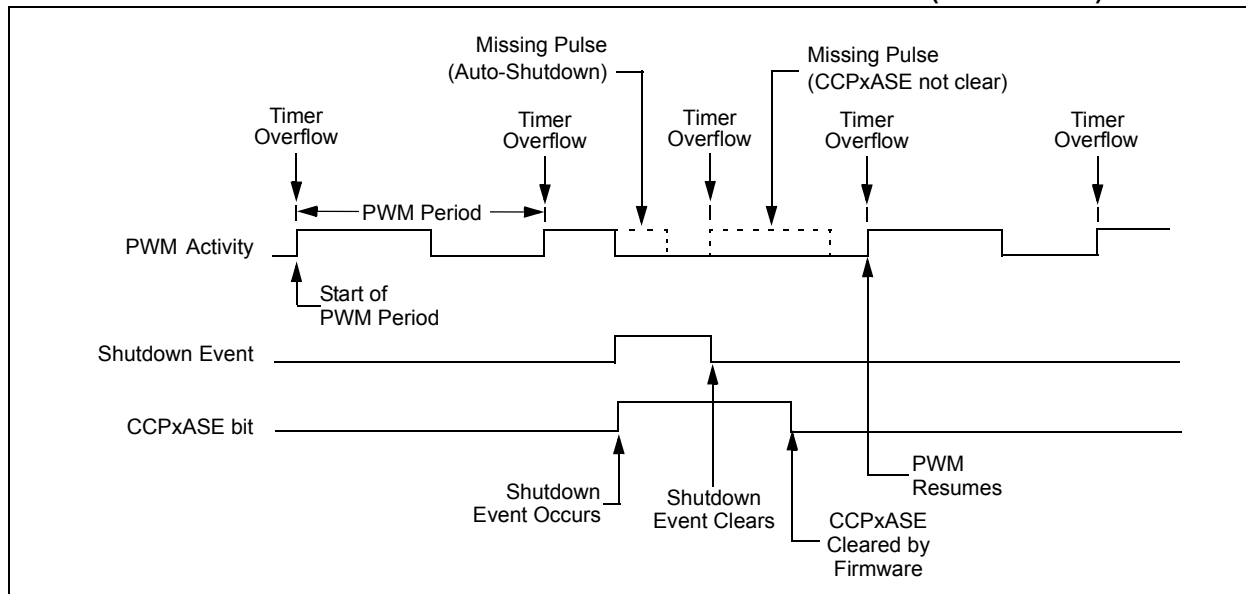 Missing Pulse
(Auto-Shutdown)
Missing Pulse
(CCPxASE not clear)
Timer
Overflow
Timer
Overflow
Timer
Overflow
Timer
Overflow
Timer
Overflow
PWM Period
PWM Activity
Start of
PWM Period
Shutdown Event
CCPxASE bit
Shutdown
Event Occurs
Shutdown
Event Clears
CCPxASE
Cleared by
Firmware
PWM
Resumes